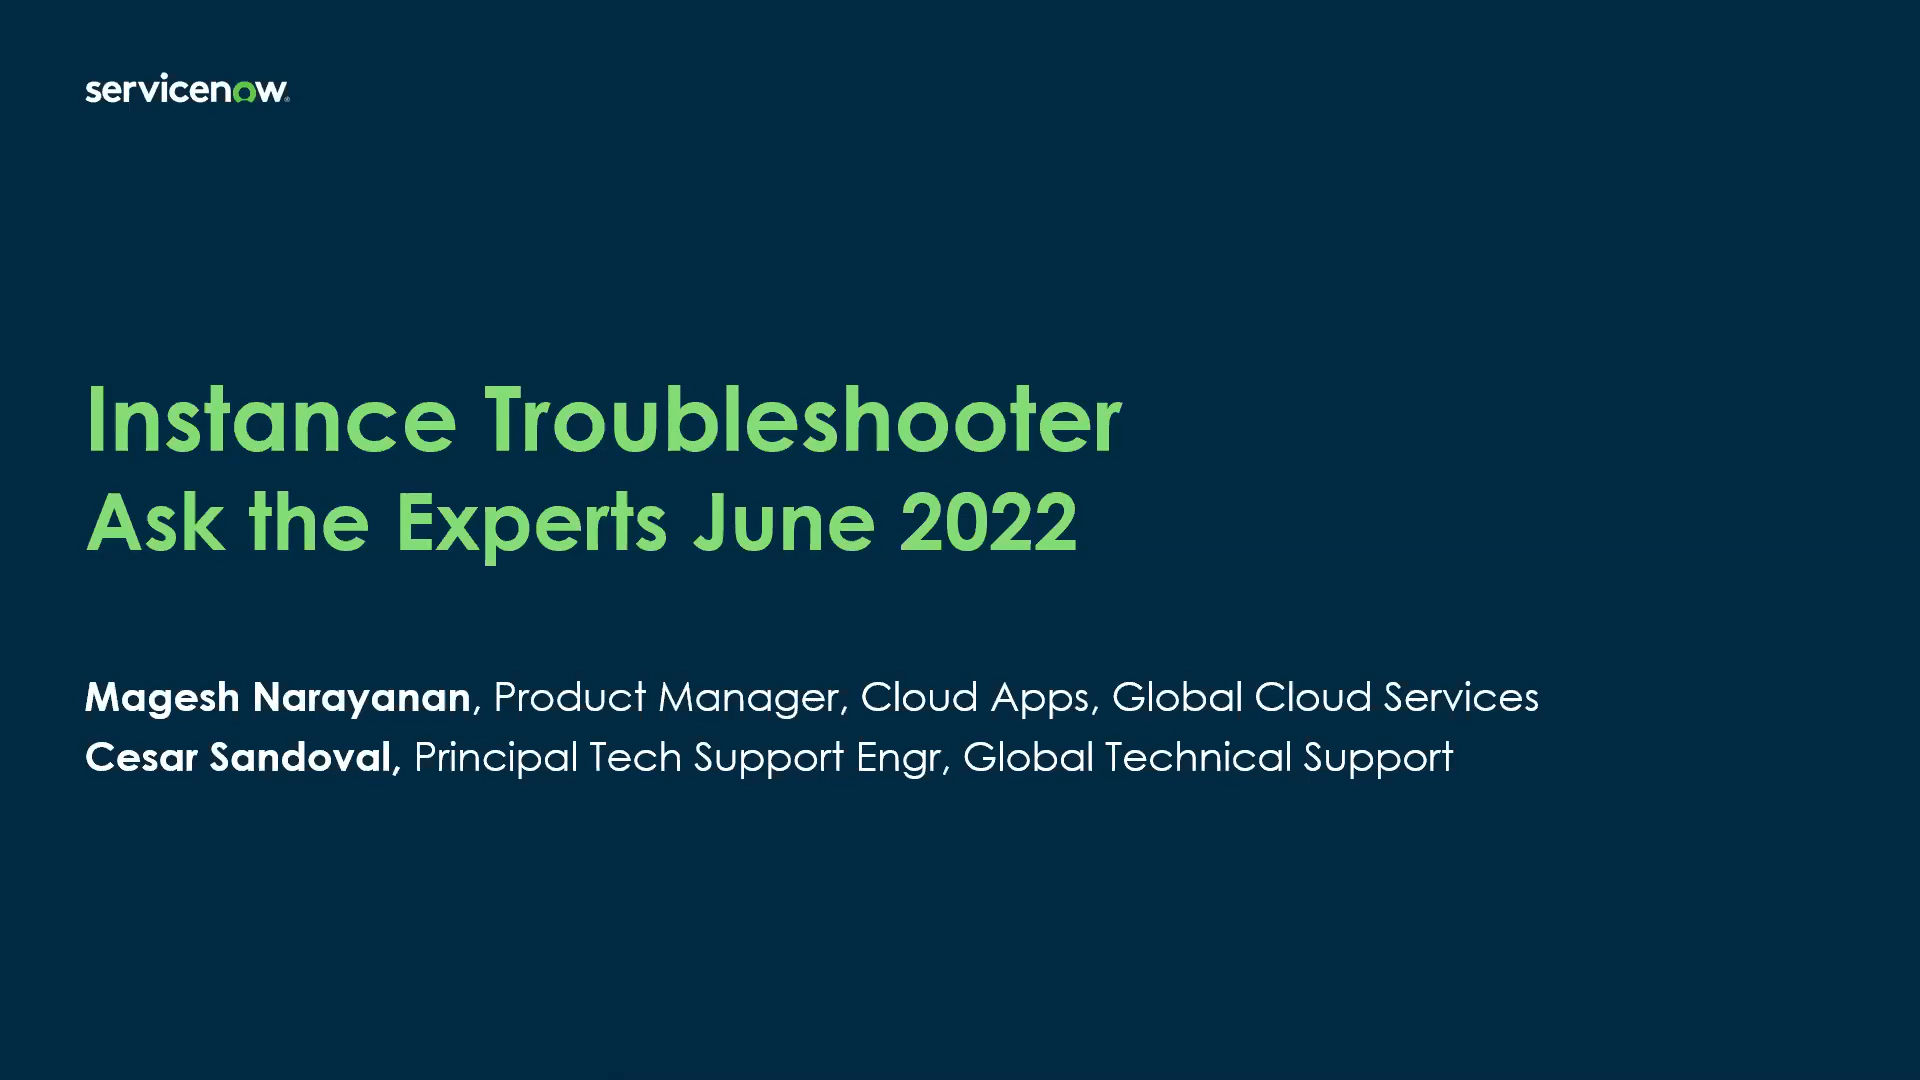 servicenow®
Instance Troubleshooter
Ask the Experts June 2022
Magesh Narayanan, Product Manager, Cloud Apps, Global Cloud Services
Cesar Sandoval, Principal Tech Support Engr, Global Technical Support